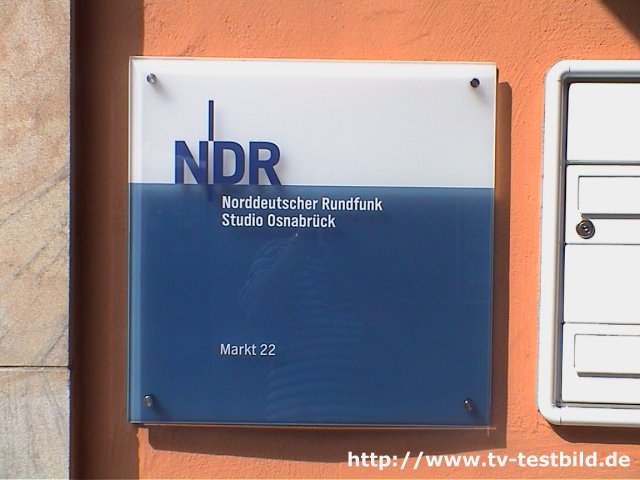 NDR
Norddeutscher Rundfunk
Studio Osnabrück
Markt 22
http://www.tv-testbild.de